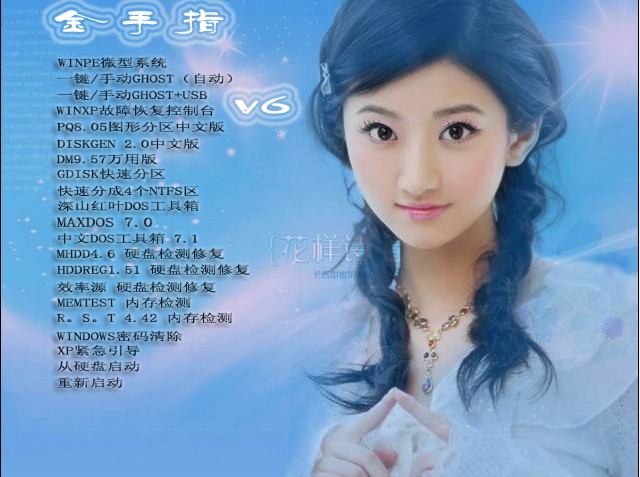 金手指
V6
WINPE微型系统
一键/手动GHOST（自动）
一键/手动GHOST+USB
WINXP故障恢复控制台
PQ8.05图形分区中文版
DISKGEN 2.0中文版
DM9.57万用版
GDISK快速分区
快速分成4个NTFS区
深山红叶DOS工具箱
MAXDOS 7.0
中文DOS工具箱 7.1
MHDD4.6 硬盘检测修复
HDDREG1.51 硬盘检测修复
效率源 硬盘检测修复
MEMTEST 内存检测
R。S。T 4.42 内存检测
WINDOWS密码清除
XP紧急引导
从硬盘启动
重新启动
{花样